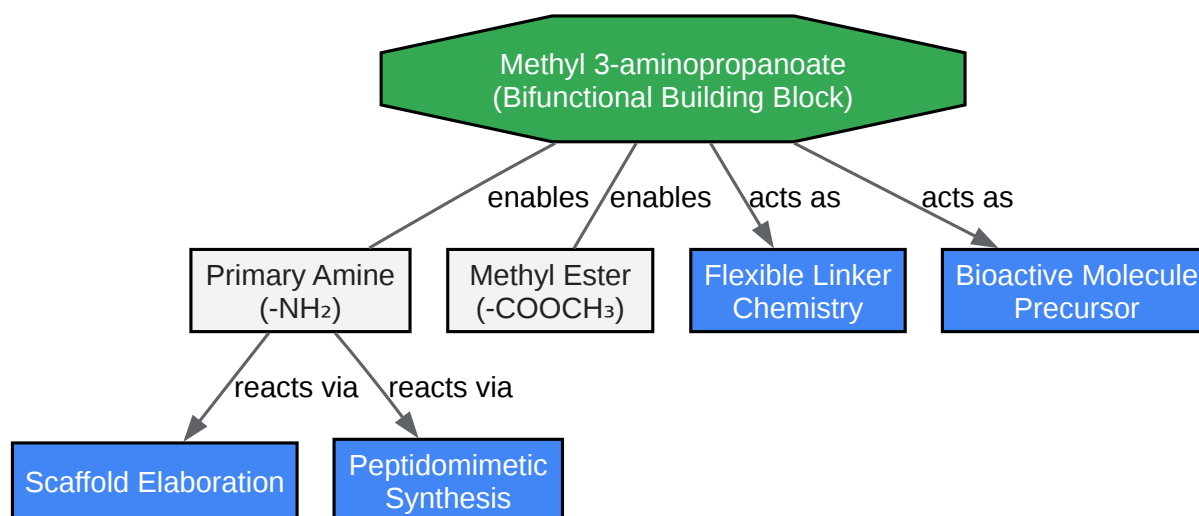 Methyl 3-aminopropanoate
(Bifunctional Building Block)
enables
enables
acts as
acts as
Primary Amine
(-NH₂)
Methyl Ester
(-COOCH₃)
Flexible Linker
Chemistry
Bioactive Molecule
Precursor
reacts via
reacts via
Scaffold Elaboration
Peptidomimetic
Synthesis